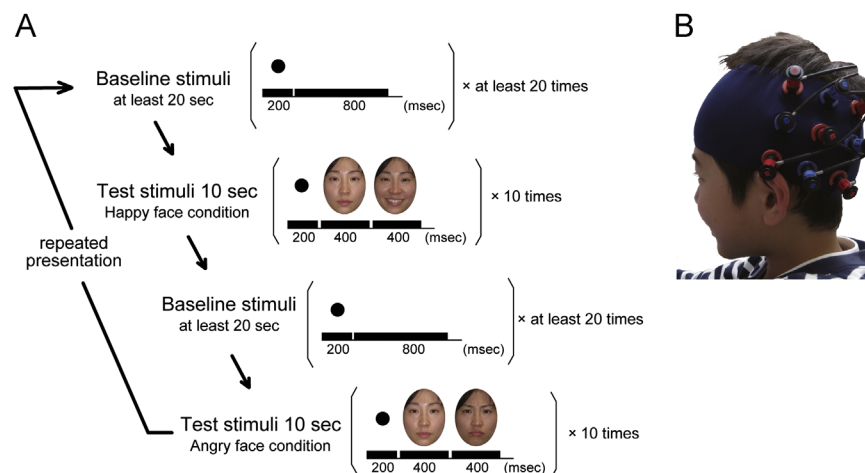 A
B
Baseline stimuli
at least 20 sec
200 800 (msec)
× at least 20 times
Test stimuli 10 sec
Happy face condition
200 400 400 (msec)
× 10 times
repeated
presentation
Baseline stimuli
at least 20 sec
200 800 (msec)
× at least 20 times
Test stimuli 10 sec
Angry face condition
200 400 400 (msec)
× 10 times